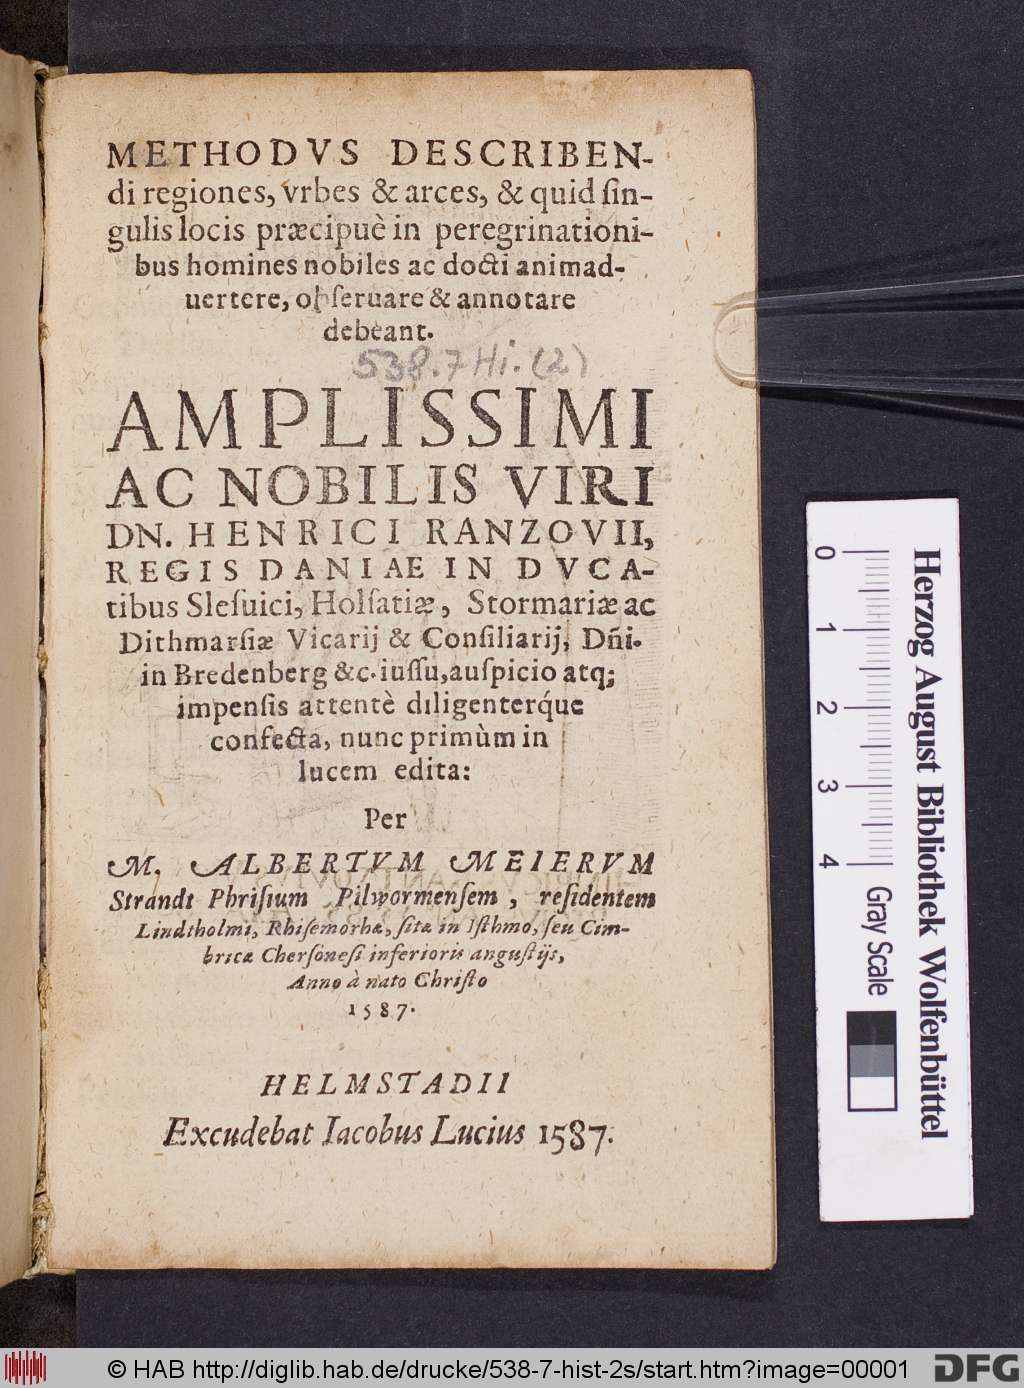 METHODVS DESCRIBEN-
di regiones, vrbes & arces, & quid ſin-
gulis locis præcipuè in peregrinationi-
bus homines nobiles ac docti animad-
uertere, obſeruare & annotare
debeant.
538.7 Hi. (2)
AMPLISSIMI
AC NOBILIS VIRI
DN. HENRICI RANZOVII,
REGIS DANIAE IN DVCA-
tibus Sleſuici, Holſatiæ, Stormariæ ac
Dithmarſiæ Vicarij & Conſiliarij, Dñi.
in Bredenberg &c. iuſſu, auſpicio atq;
impenſis attentè diligenterq́ue
confecta, nunc primùm in
lucem edita:
Per
M. ALBERTVM MEIERVM
Strandt Phriſium Pilwormenſem, reſidentem
Lindtholmi, Rhiſemorhæ, ſitæ in Iſthmo, ſeu Cim-
bricæ Cherſoneſi inferioris anguſtijs,
Anno à nato Chriſto
1587.
HELMSTADII
Excudebat Iacobus Lucius 1587.
0 1 2 3 4
Herzog August Bibliothek Wolfenbüttel
Gray Scale
© HAB http://diglib.hab.de/drucke/538-7-hist-2s/start.htm?image=00001
DFG